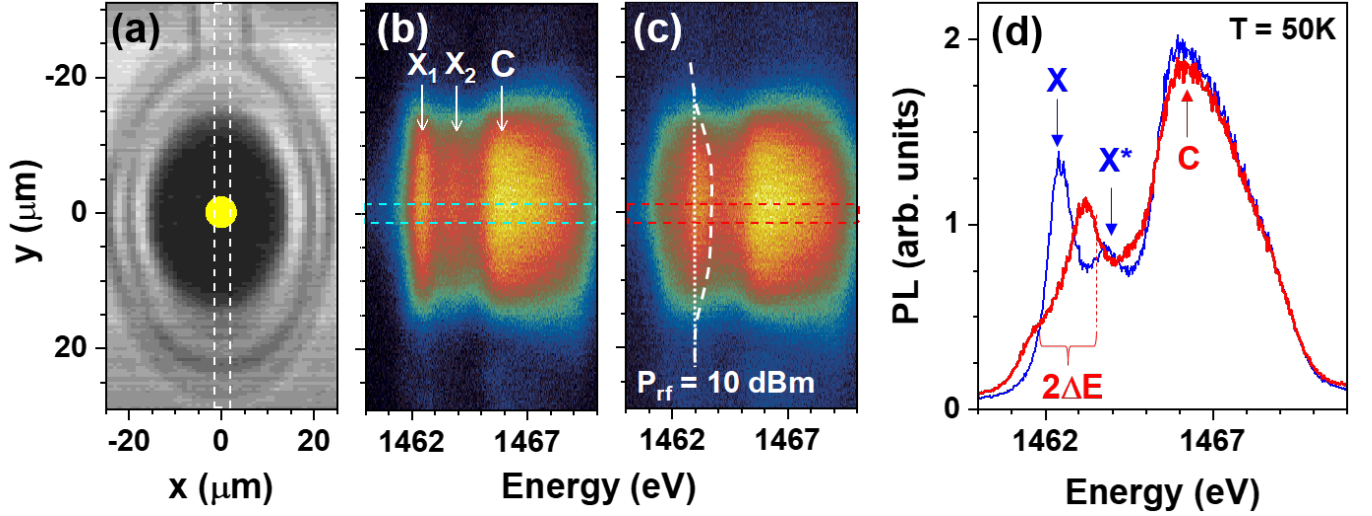 (a)
-20
0
20
y (μm)
-20
0
20
x (μm)
(b)
X1
X2
C
1462
1467
(c)
Prf = 10 dBm
1462
1467
Energy (eV)
(d)
T = 50K
2
1
0
PL (arb. units)
X
X*
C
2ΔE
1462
1467
Energy (eV)